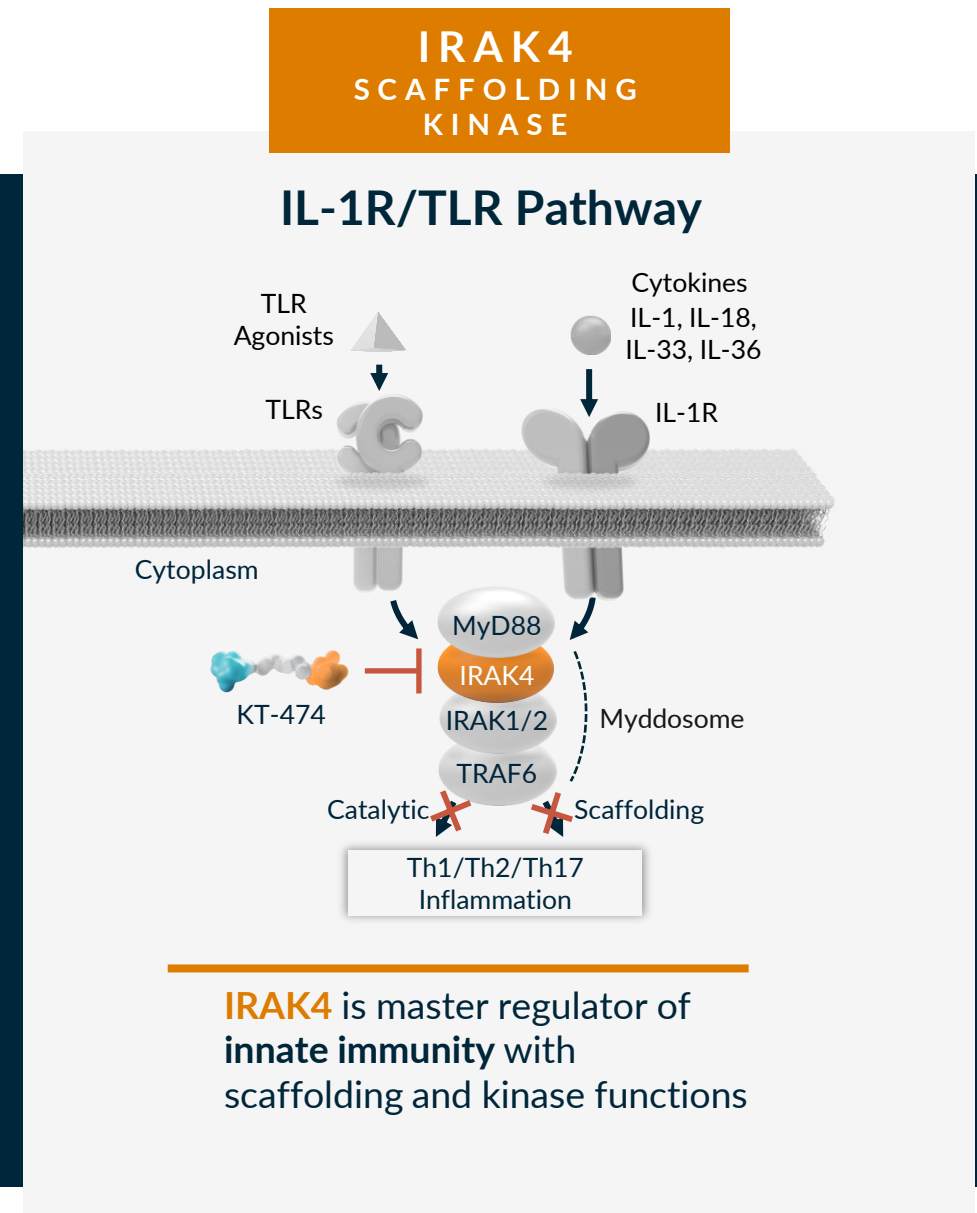 IRAK4
SCAFFOLDING
KINASE
IL-1R/TLR Pathway
TLR
Agonists
Cytokines
IL-1, IL-18,
IL-33, IL-36
TLRs
IL-1R
Cytoplasm
MyD88
IRAK4
KT-474
IRAK1/2
Myddosome
TRAF6
Catalytic
Scaffolding
Th1/Th2/Th17
Inflammation
IRAK4 is master regulator of
innate immunity with
scaffolding and kinase functions